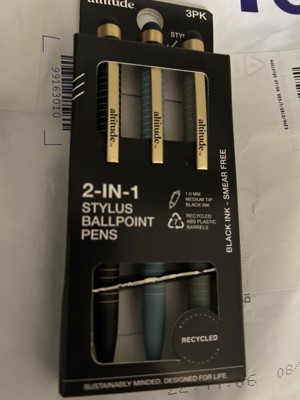 altitude
3PK
altitude
altitude
altitude
2-IN-1
STYLUS
BALLPOINT
PENS
1.0 MM
MEDIUM TIP
BLACK INK
RECYCLED
ABS PLASTIC
BARRELS
BLACK INK - SMEAR FREE
RECYCLED
SUSTAINABLY MINDED. DESIGNED FOR LIFE.